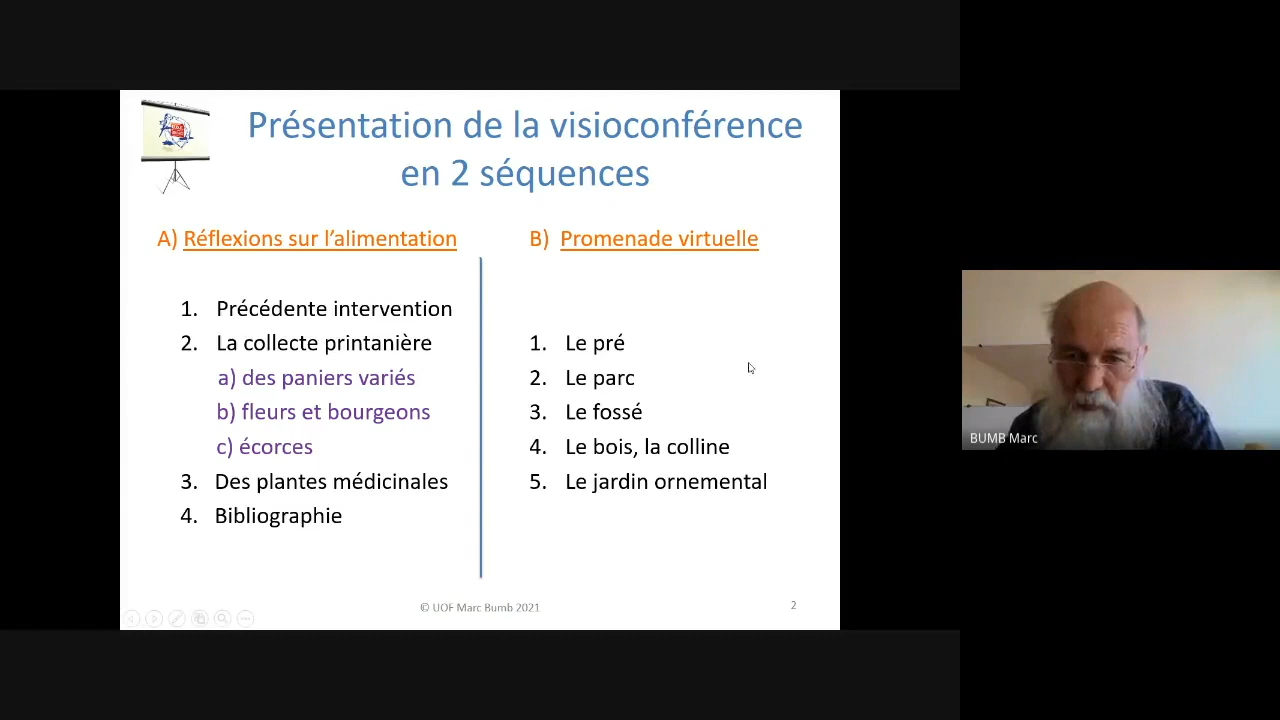 Présentation de la visioconférence
en 2 séquences
A) Réflexions sur l'alimentation
1. Précédente intervention
2. La collecte printanière
a) des paniers variés
b) fleurs et bourgeons
c) écorces
3. Des plantes médicinales
4. Bibliographie
B) Promenade virtuelle
1. Le pré
2. Le parc
3. Le fossé
4. Le bois, la colline
5. Le jardin ornemental
© UOF Marc Bumb 2021
2
BUMB Marc